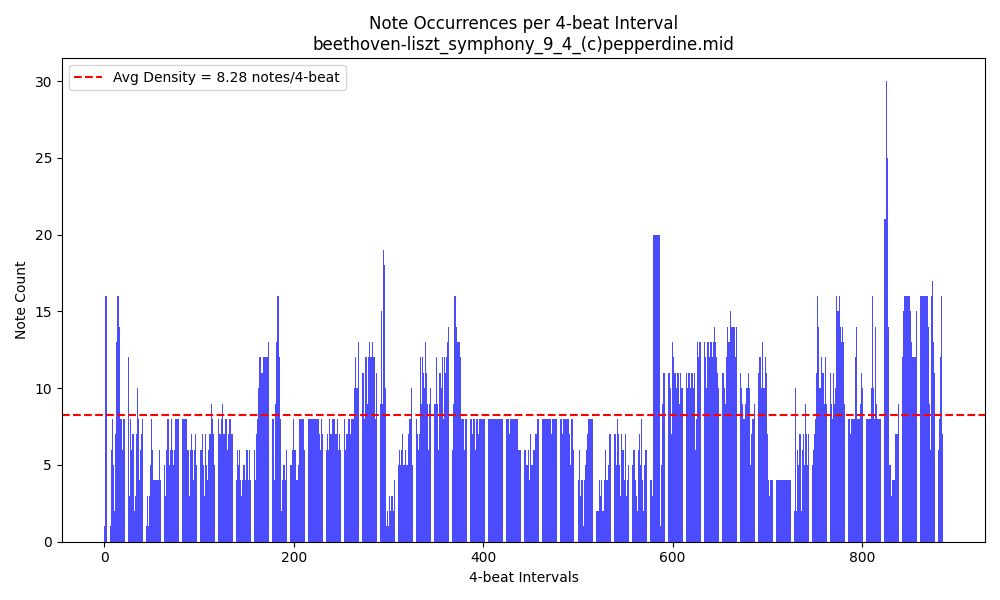 Note Occurrences per 4-beat Interval
beethoven-liszt_symphony_9_4_(c)pepperdine.mid
Avg Density = 8.28 notes/4-beat
Note Count
30
25
20
15
10
5
0
0 200 400 600 800
4-beat Intervals